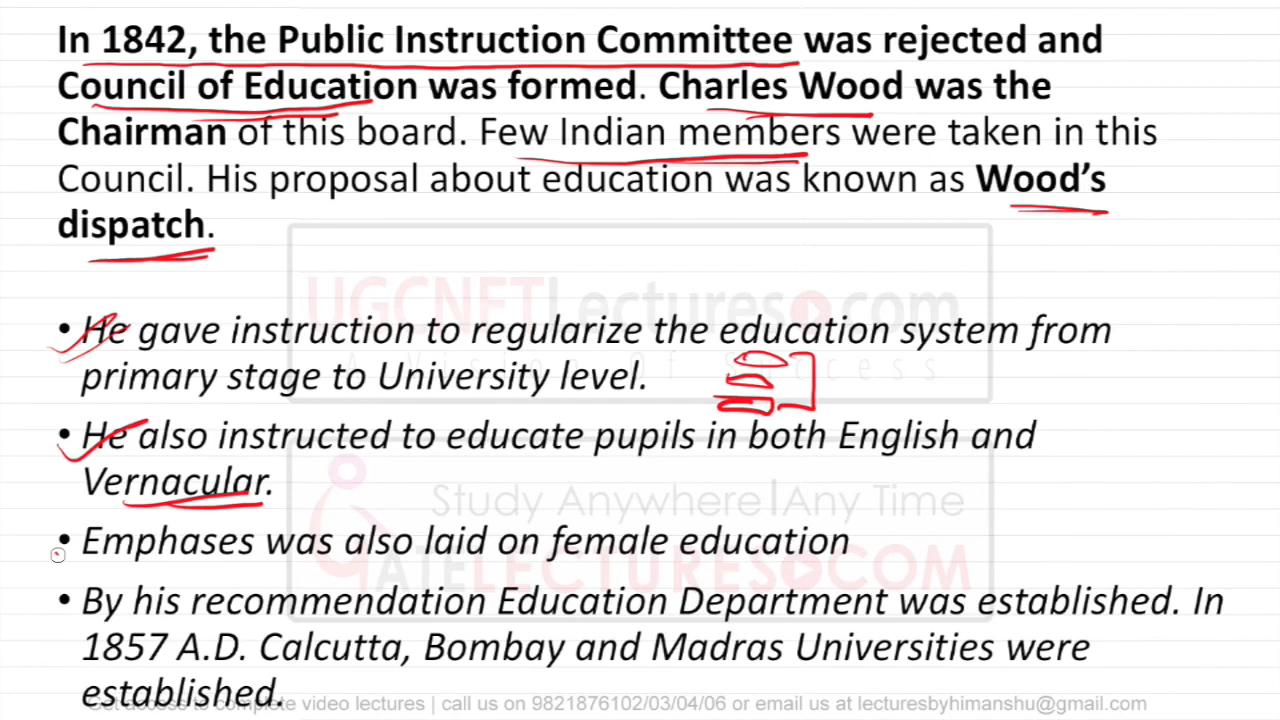 In 1842, the Public Instruction Committee was rejected and
Council of Education was formed. Charles Wood was the
Chairman of this board. Few Indian members were taken in this
Council. His proposal about education was known as Wood's
dispatch.
UGCNETLectures.com
A Vision Of Success
• He gave instruction to regularize the education system from
primary stage to University level.
• He also instructed to educate pupils in both English and
Vernacular.
Study Anywhere|Any Time
• Emphases was also laid on female education
GATELECTURES.COM
• By his recommendation Education Department was established. In
1857 A.D. Calcutta, Bombay and Madras Universities were
established.
Get access to complete video lectures | call us on 9821876102/03/04/06 or email us at lecturesbyhimanshu@gmail.com